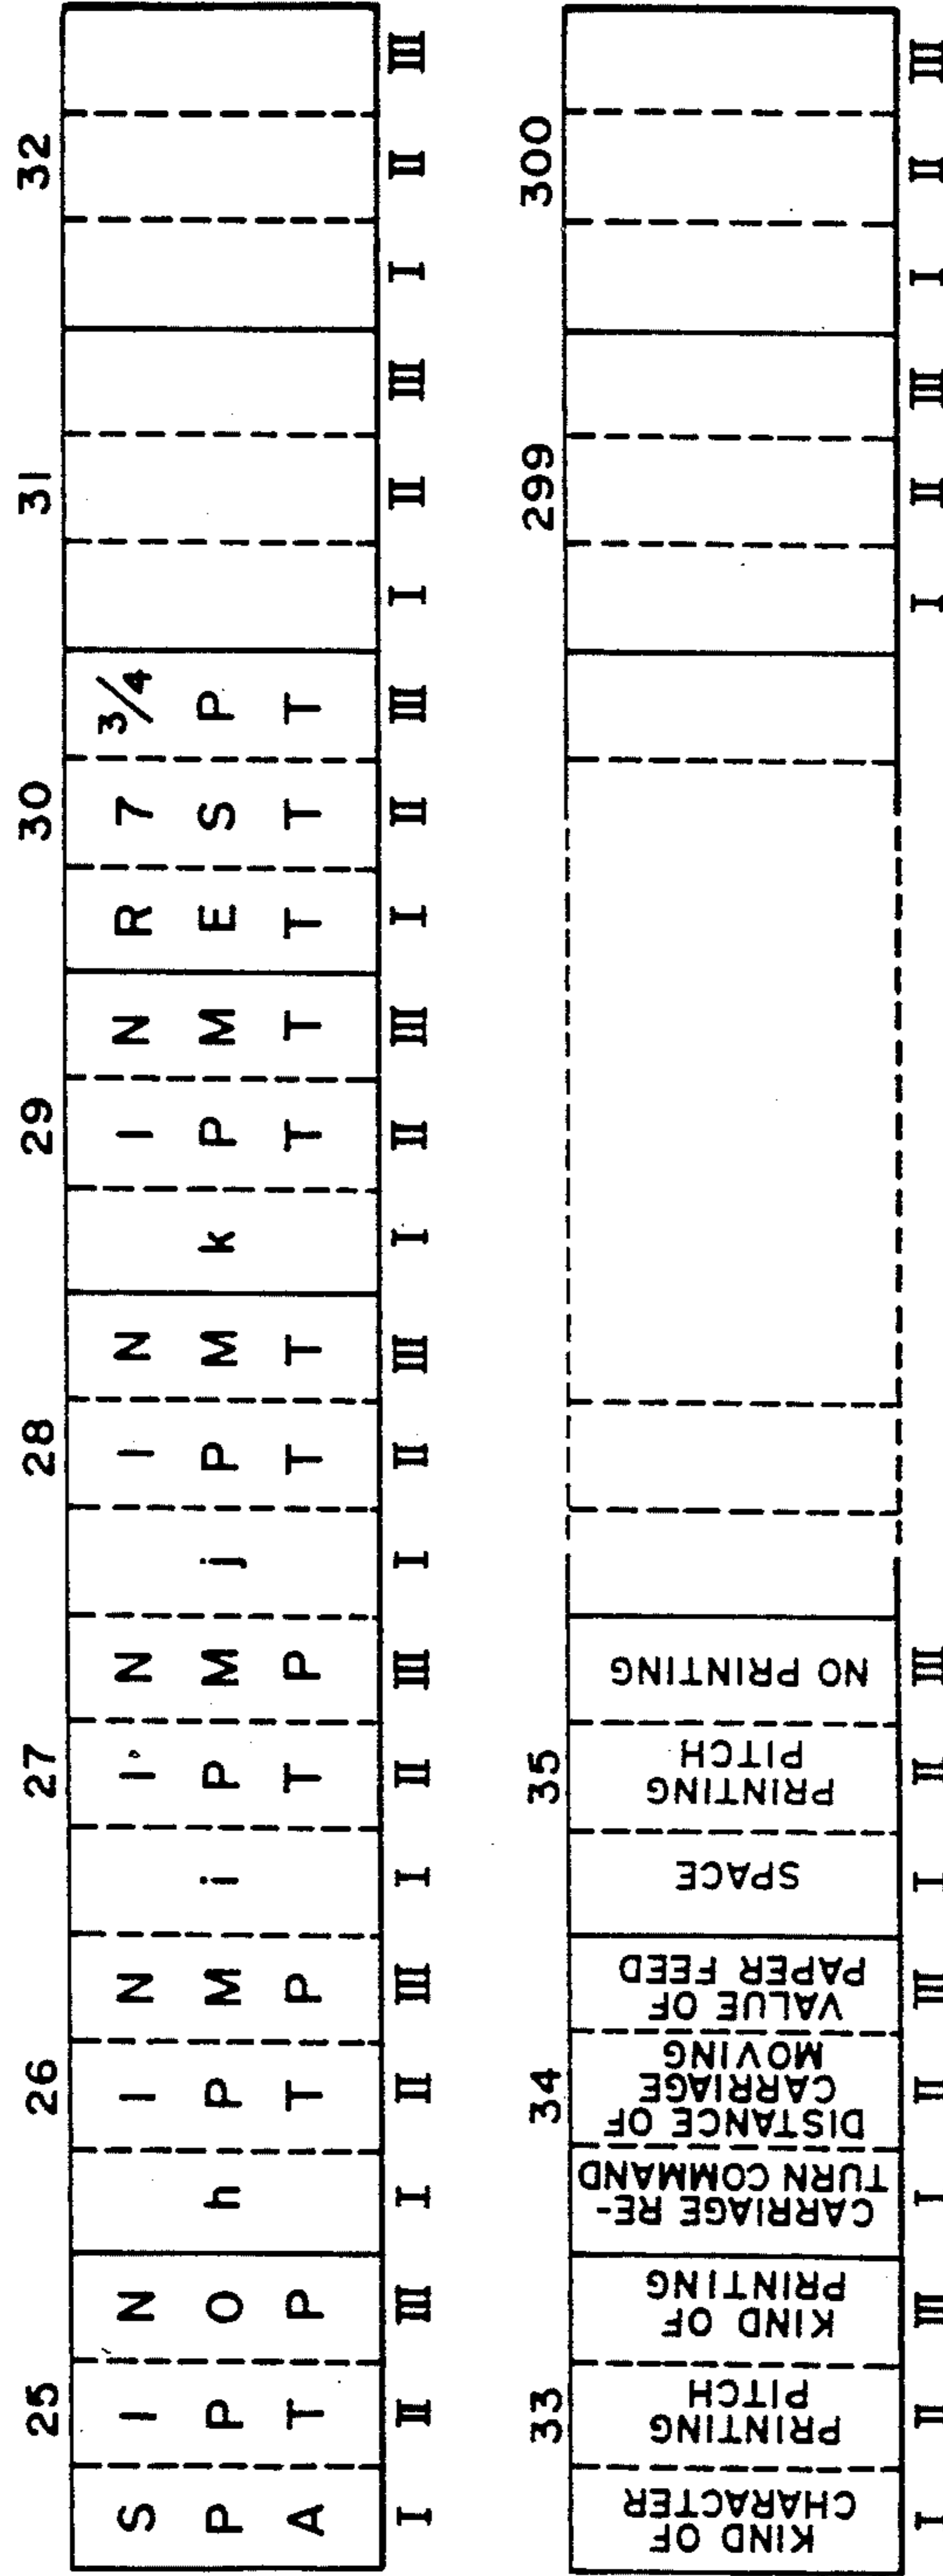 25 26 27 28 29 30 31 32
S I N I N I N I N I N R 7 3/4
P P O h P M i P M j P M k P M E S P
A T P T P T P T T T T T T T
I II III I II III I II III I II III I II III I II III I II III I II III
33 34 35 299 300
KIND OF
CHARACTER
PRINTING
PITCH
KIND OF
PRINTING
CARRIAGE RE-
TURN COMMAND
DISTANCE OF
CARRIAGE
MOVING
VALUE OF
PAPER FEED
SPACE
PRINTING
PITCH
NO PRINTING
I II III I II III I II III I II III I II III